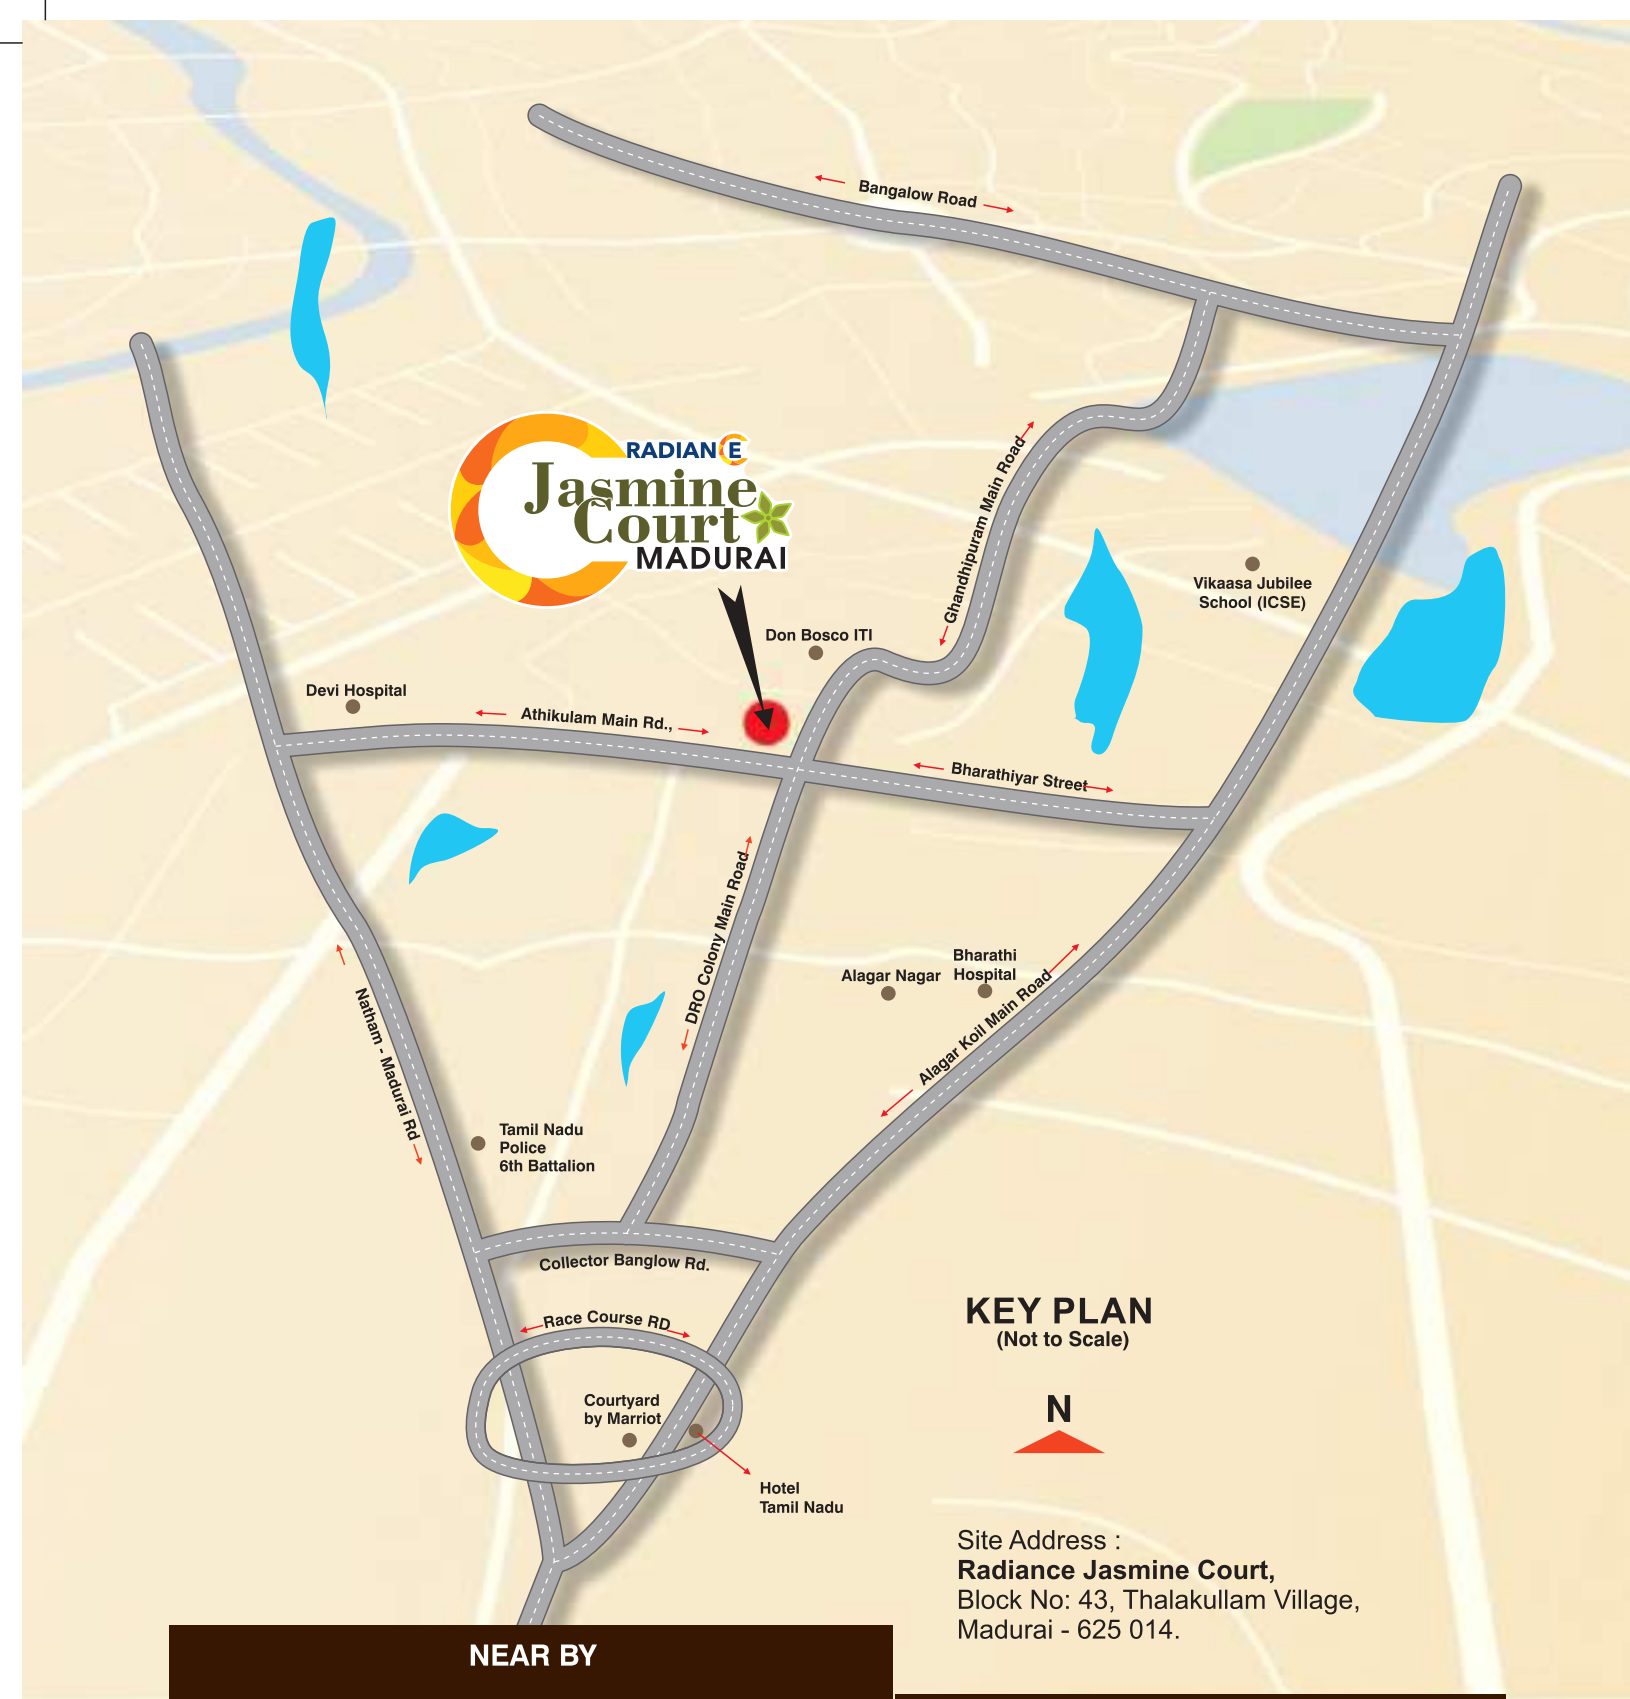 Bangalow Road
RADIANCE
Jasmine
Court
MADURAI
Ghandhipuram Main Road
Vikaasa Jubilee
School (ICSE)
Don Bosco ITI
Devi Hospital
Athikulam Main Rd.,
Bharathiyar Street
DRO Colony Main Road
Bharathi
Hospital
Alagar Nagar
Alagar Koil Main Road
Natham - Madurai Rd
Tamil Nadu
Police
6th Battalion
Collector Banglow Rd.
Race Course RD
KEY PLAN
(Not to Scale)
Courtyard
by Marriot
N
Hotel
Tamil Nadu
Site Address :
Radiance Jasmine Court,
Block No: 43, Thalakullam Village,
Madurai - 625 014.
NEAR BY